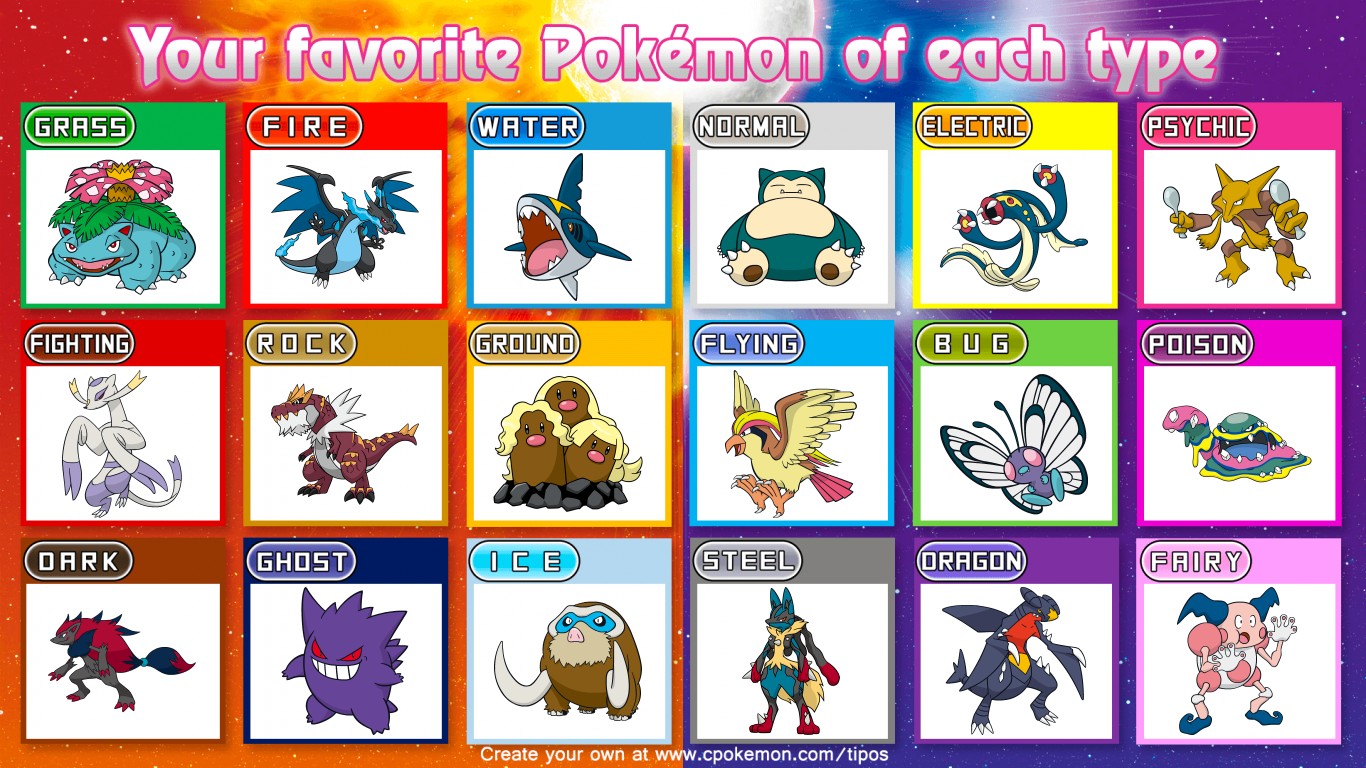 Your favorite Pokémon of each type
GRASS
FIRE
WATER
NORMAL
ELECTRIC
PSYCHIC
FIGHTING
ROCK
GROUND
FLYING
BUG
POISON
DARK
GHOST
ICE
STEEL
DRAGON
FAIRY
Create your own at www.cpokemon.com/tipos